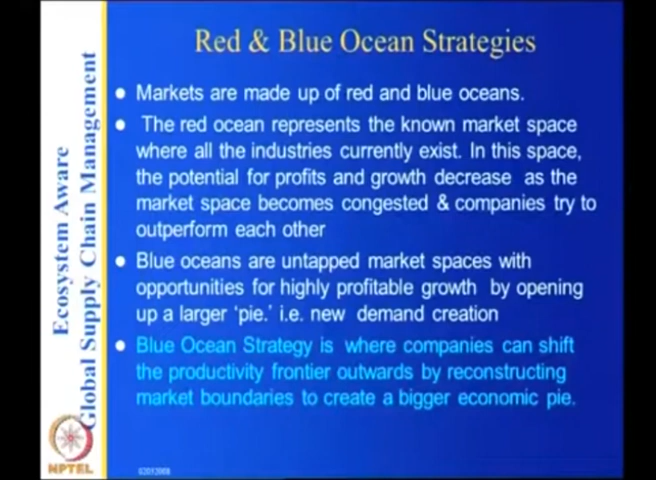 Red & Blue Ocean Strategies
Markets are made up of red and blue oceans.
The red ocean represents the known market space
where all the industries currently exist. In this space,
the potential for profits and growth decrease as the
market space becomes congested & companies try to
outperform each other
Blue oceans are untapped market spaces with
opportunities for highly profitable growth by opening
up a larger 'pie.' i.e. new demand creation
Blue Ocean Strategy is where companies can shift
the productivity frontier outwards by reconstructing
market boundaries to create a bigger economic pie.
Ecosystem Aware
Global Supply Chain Management
NPTEL